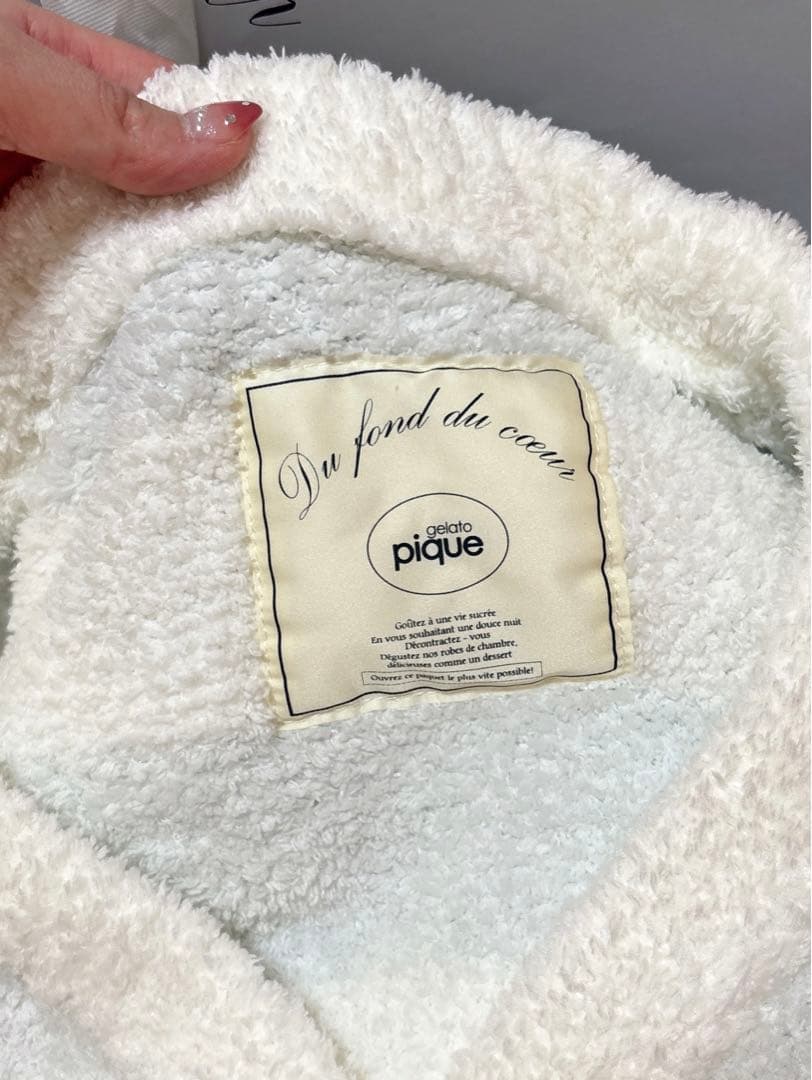 Du fond du cœur
gelato
pique
Goûtez à une vie sucrée
En vous souhaitant une douce nuit
Décontractez - vous
Dégustez nos robes de chambre,
délicieuses comme un dessert
Ouvrez ce paquet le plus vite possible!